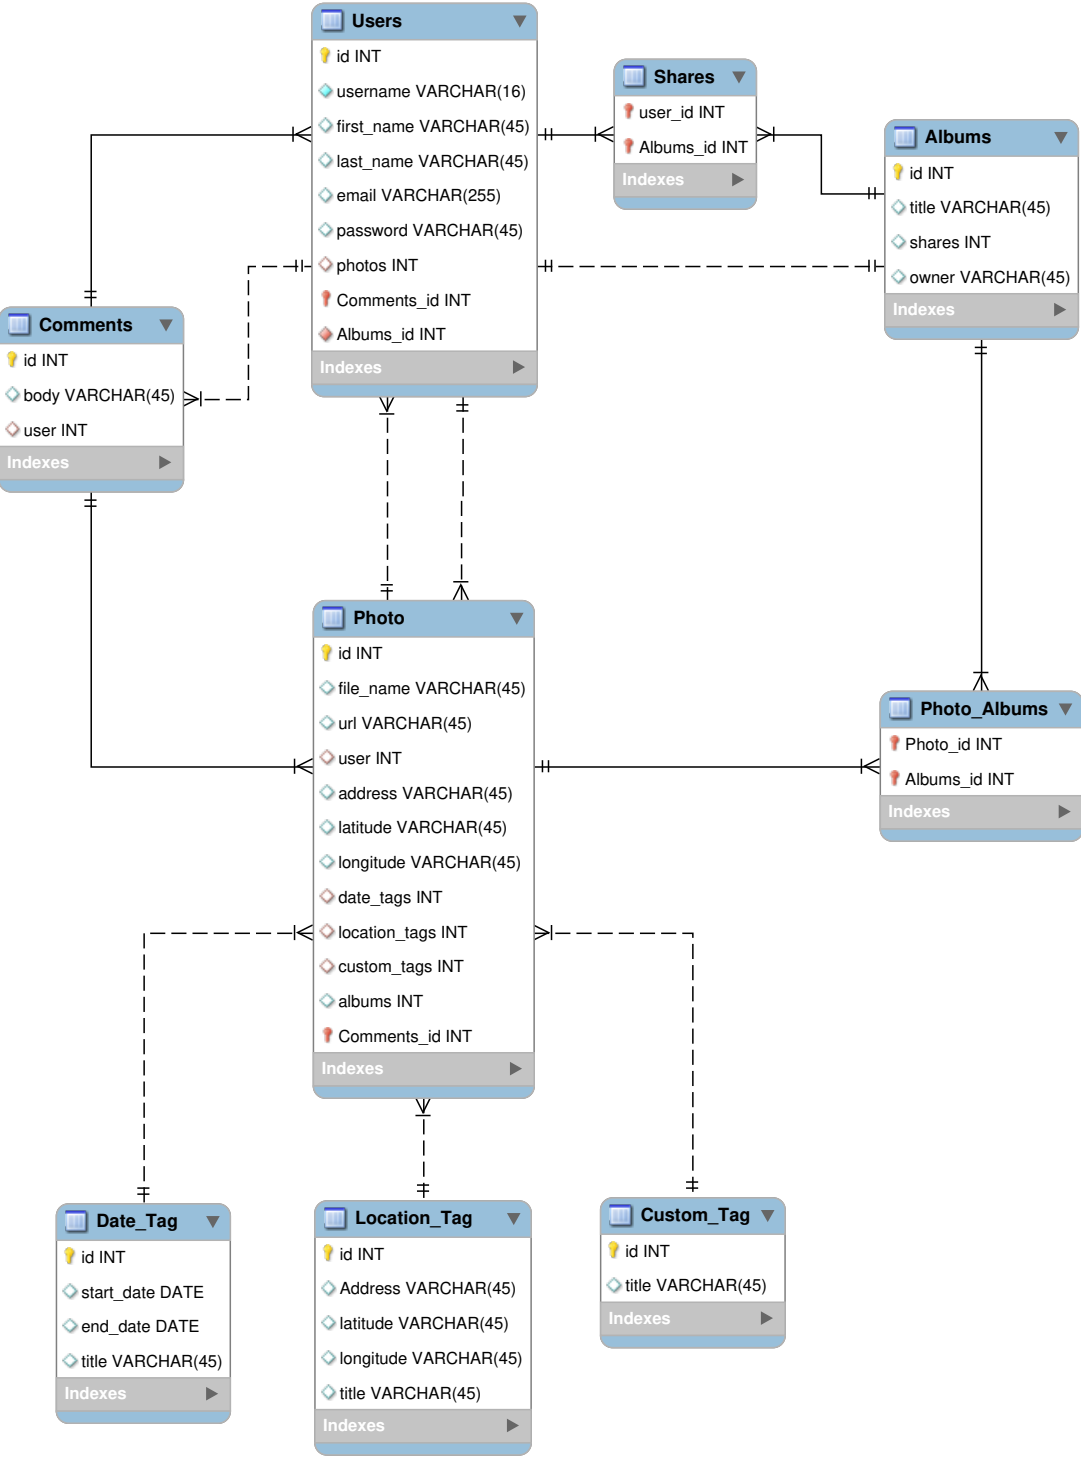 Users
id INT
username VARCHAR(16)
first_name VARCHAR(45)
last_name VARCHAR(45)
email VARCHAR(255)
password VARCHAR(45)
photos INT
Comments_id INT
Albums_id INT
Indexes
Shares
user_id INT
Albums_id INT
Indexes
Albums
id INT
title VARCHAR(45)
shares INT
owner VARCHAR(45)
Indexes
Comments
id INT
body VARCHAR(45)
user INT
Indexes
Photo
id INT
file_name VARCHAR(45)
url VARCHAR(45)
user INT
address VARCHAR(45)
latitude VARCHAR(45)
longitude VARCHAR(45)
date_tags INT
location_tags INT
custom_tags INT
albums INT
Comments_id INT
Indexes
Photo_Albums
Photo_id INT
Albums_id INT
Indexes
Date_Tag
id INT
start_date DATE
end_date DATE
title VARCHAR(45)
Indexes
Location_Tag
id INT
Address VARCHAR(45)
latitude VARCHAR(45)
longitude VARCHAR(45)
title VARCHAR(45)
Indexes
Custom_Tag
id INT
title VARCHAR(45)
Indexes